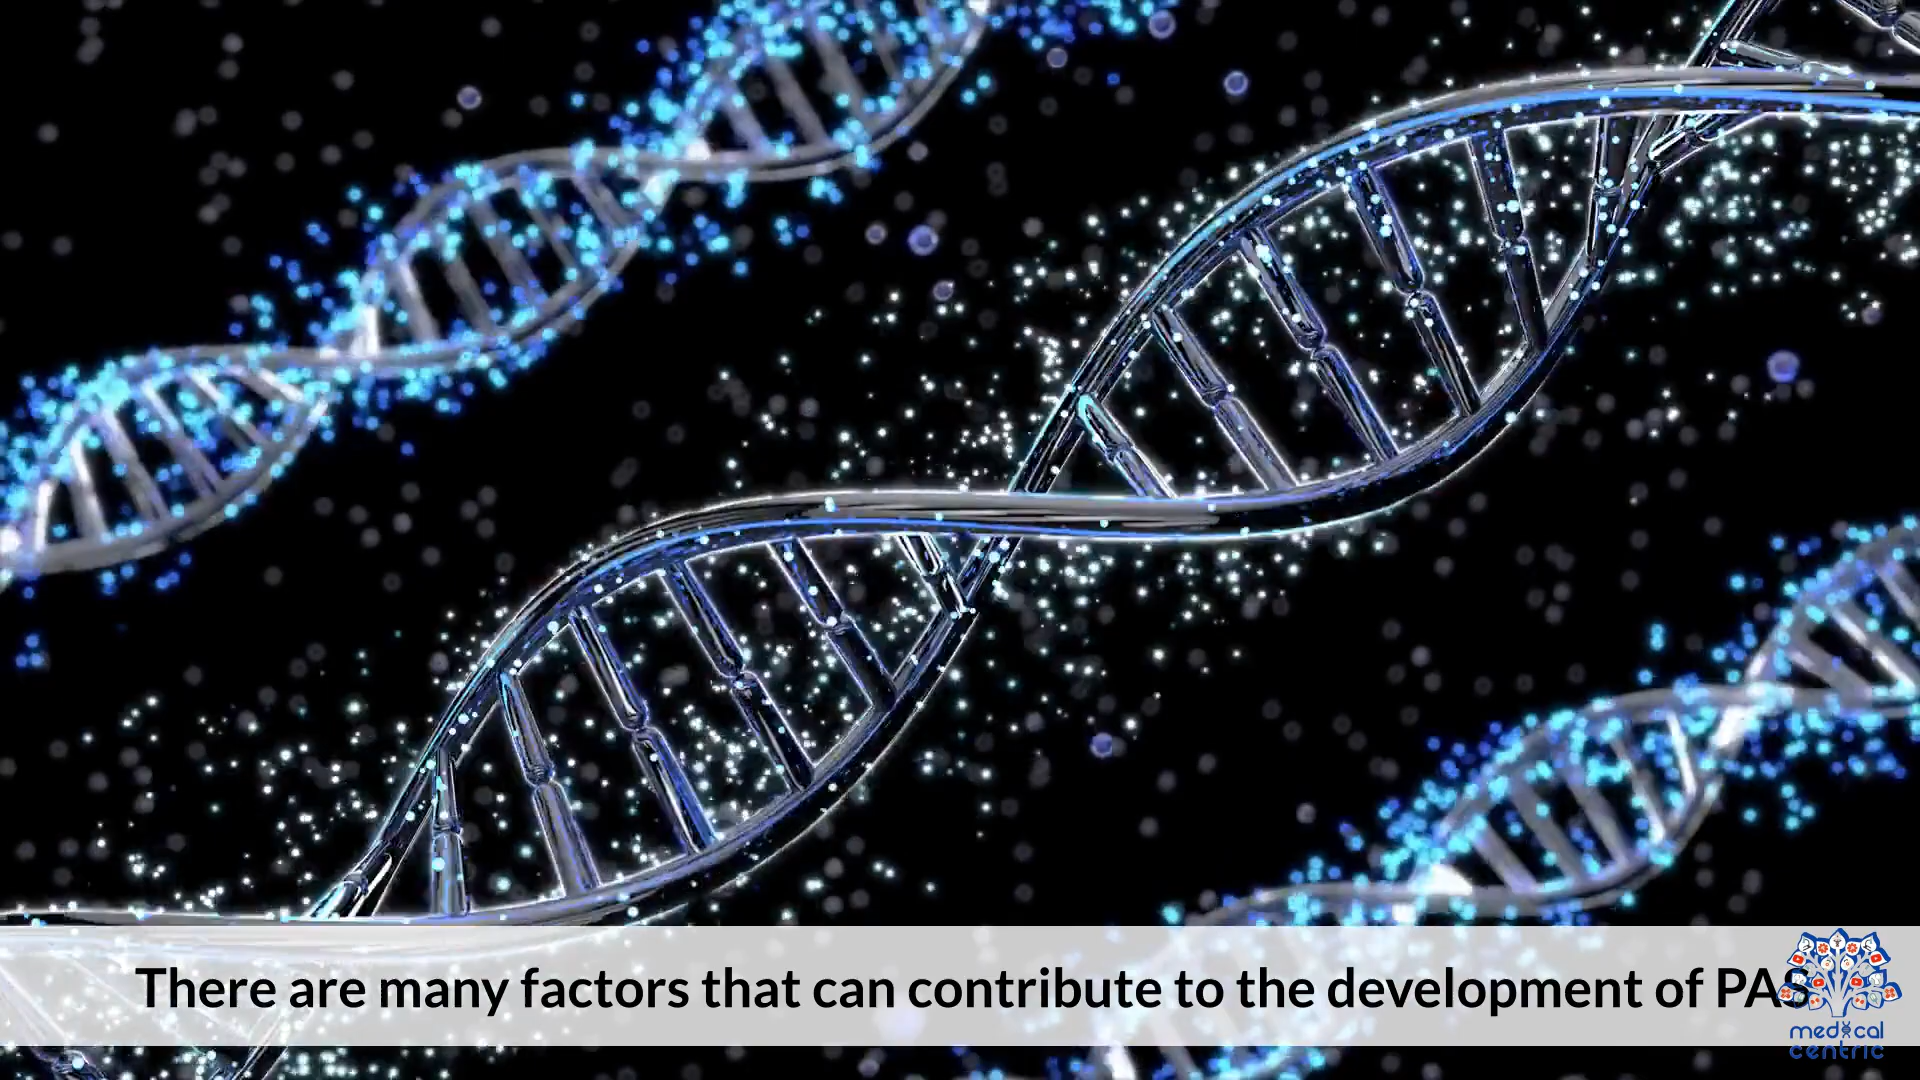 There are many factors that can contribute to the development of PAS
medical
centric